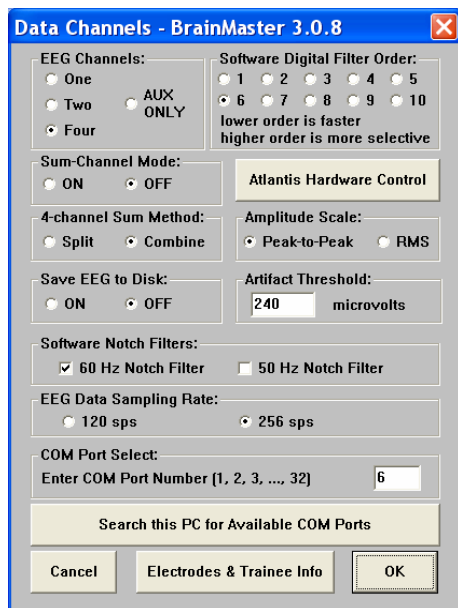 Data Channels - BrainMaster 3.0.8
EEG Channels:
One
Two
AUX ONLY
Four
Software Digital Filter Order:
1 2 3 4 5
6 7 8 9 10
lower order is faster
higher order is more selective
Sum-Channel Mode:
ON OFF
Atlantis Hardware Control
4-channel Sum Method:
Split Combine
Amplitude Scale:
Peak-to-Peak RMS
Save EEG to Disk:
ON OFF
Artifact Threshold:
240 microvolts
Software Notch Filters:
60 Hz Notch Filter 50 Hz Notch Filter
EEG Data Sampling Rate:
120 sps 256 sps
COM Port Select:
Enter COM Port Number (1, 2, 3, ..., 32) 6
Search this PC for Available COM Ports
Cancel Electrodes & Trainee Info OK